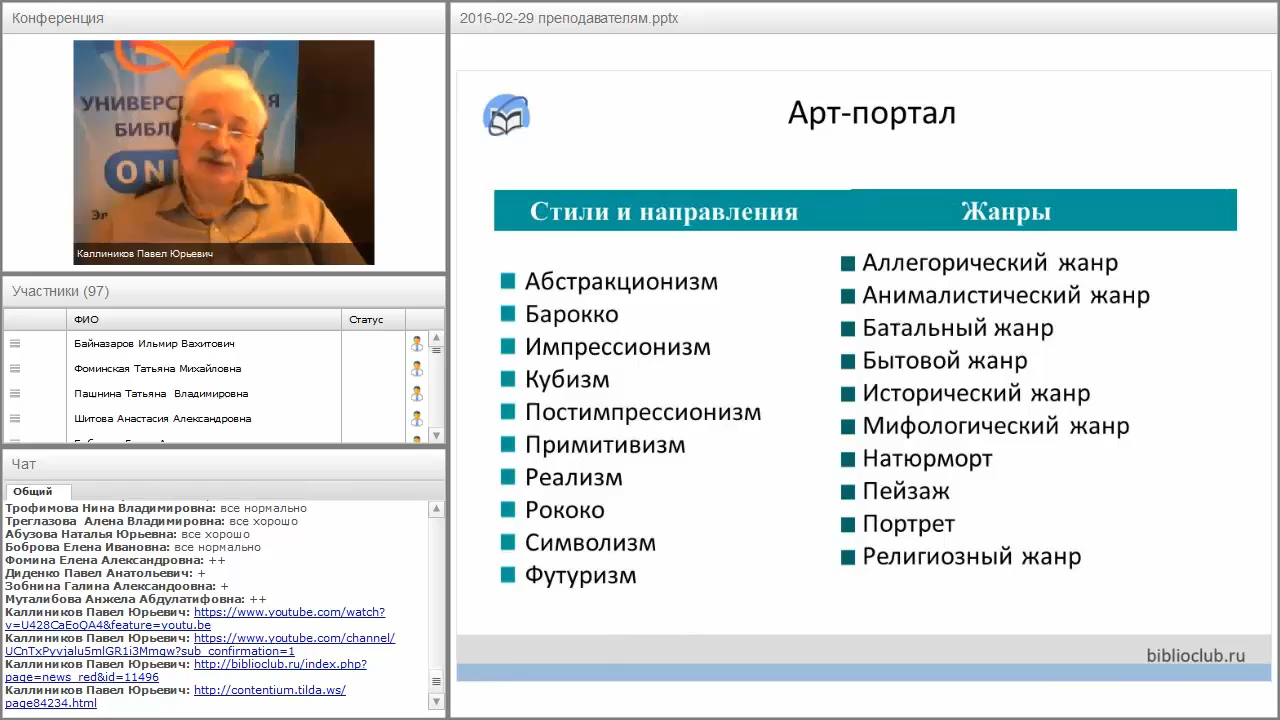 Конференция
УНИВЕРС
БИБЛ
ON
Эл
Каллиников Павел Юрьевич
Участники (97)
ФИО Статус
Байназаров Ильмир Вахитович
Фоминская Татьяна Михайловна
Пашнина Татьяна Владимировна
Шитова Анастасия Александровна
Чат
Общий
Трофимова Нина Владимировна: все нормально
Треглазова Алена Владимировна: все хорошо
Абузова Наталья Юрьевна: все хорошо
Боброва Елена Ивановна: все нормально
Фомина Елена Александровна: ++
Диденко Павел Анатольевич: +
Зобнина Галина Александоовна: +
Муталибова Анжела Абдулатифовна: ++
Каллиников Павел Юрьевич: https://www.youtube.com/watch?
v=U428CaEoQA4&feature=youtu.be
Каллиников Павел Юрьевич: https://www.youtube.com/channel/
UCnTxPyvjalu5mlGR1i3Mmqw?sub_confirmation=1
Каллиников Павел Юрьевич: http://biblioclub.ru/index.php?
page=news_red&id=11496
Каллиников Павел Юрьевич: http://contentium.tilda.ws/
page84234.html
2016-02-29 преподавателям.pptx
Арт-портал
Стили и направления
Абстракционизм
Барокко
Импрессионизм
Кубизм
Постимпрессионизм
Примитивизм
Реализм
Рококо
Символизм
Футуризм
Жанры
Аллегорический жанр
Анималистический жанр
Батальный жанр
Бытовой жанр
Исторический жанр
Мифологический жанр
Натюрморт
Пейзаж
Портрет
Религиозный жанр
biblioclub.ru